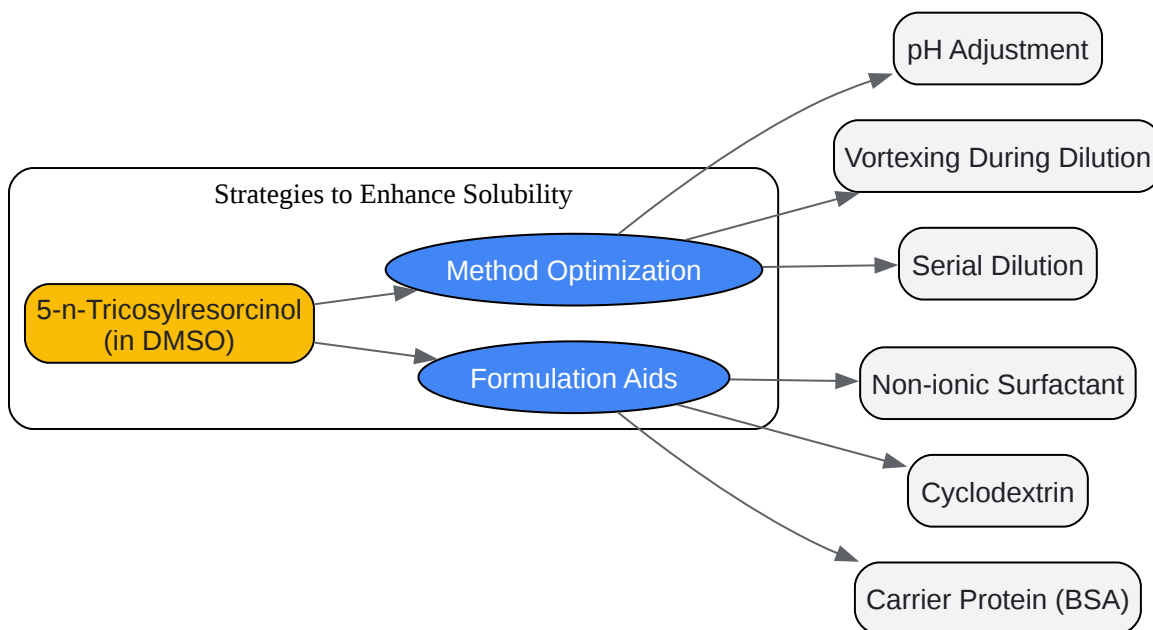 Strategies to Enhance Solubility
5-n-Tricosylresorcinol
(in DMSO)
Method Optimization
Formulation Aids
pH Adjustment
Vortexing During Dilution
Serial Dilution
Non-ionic Surfactant
Cyclodextrin
Carrier Protein (BSA)